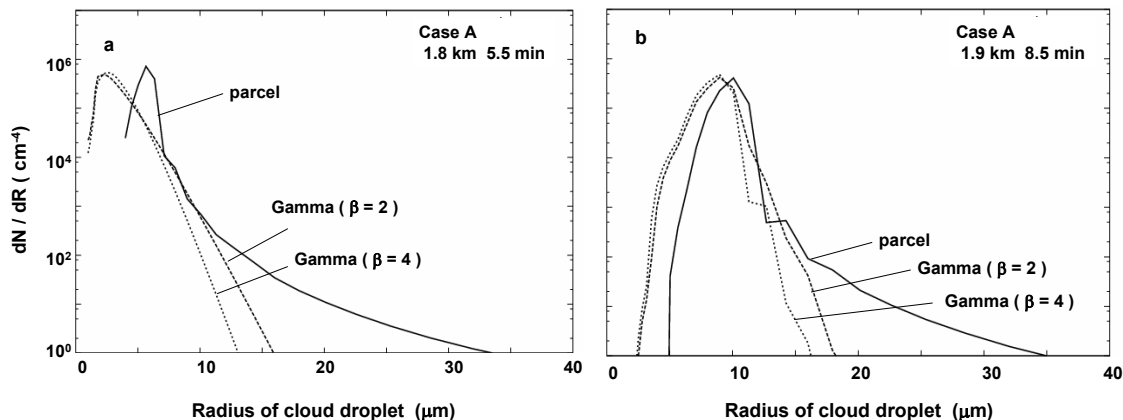 a
Case A
1.8 km 5.5 min
parcel
Gamma ( β = 2 )
Gamma ( β = 4 )
dN / dR ( cm-4)
10⁶
10⁴
10²
10⁰
0 10 20 30 40
Radius of cloud droplet (μm)
b
Case A
1.9 km 8.5 min
parcel
Gamma ( β = 2 )
Gamma ( β = 4 )
0 10 20 30 40
Radius of cloud droplet (μm)